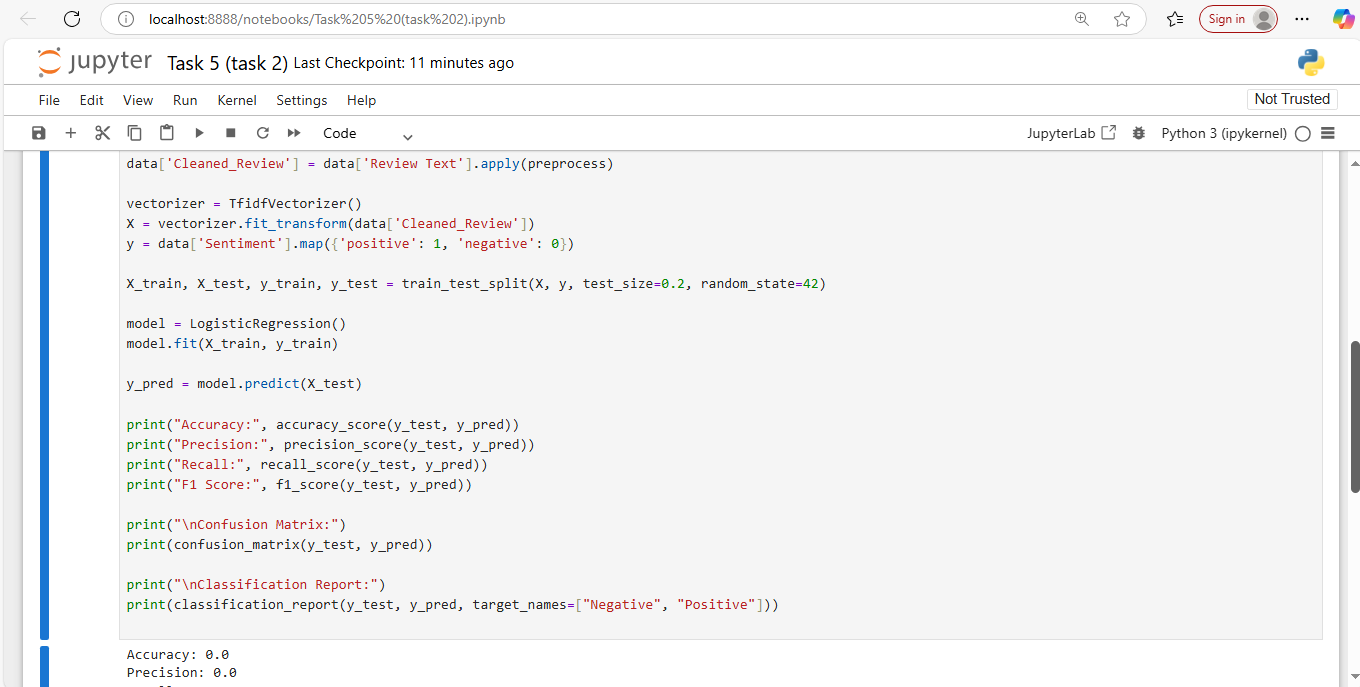 localhost:8888/notebooks/Task%205%20(task%202).ipynb
Sign in
jupyter Task 5 (task 2) Last Checkpoint: 11 minutes ago
File Edit View Run Kernel Settings Help
Not Trusted
Code
JupyterLab
Python 3 (ipykernel)
data['Cleaned_Review'] = data['Review Text'].apply(preprocess)
vectorizer = TfidfVectorizer()
X = vectorizer.fit_transform(data['Cleaned_Review'])
y = data['Sentiment'].map({'positive': 1, 'negative': 0})
X_train, X_test, y_train, y_test = train_test_split(X, y, test_size=0.2, random_state=42)
model = LogisticRegression()
model.fit(X_train, y_train)
y_pred = model.predict(X_test)
print("Accuracy:", accuracy_score(y_test, y_pred))
print("Precision:", precision_score(y_test, y_pred))
print("Recall:", recall_score(y_test, y_pred))
print("F1 Score:", f1_score(y_test, y_pred))
print("\nConfusion Matrix:")
print(confusion_matrix(y_test, y_pred))
print("\nClassification Report:")
print(classification_report(y_test, y_pred, target_names=["Negative", "Positive"]))
Accuracy: 0.0
Precision: 0.0